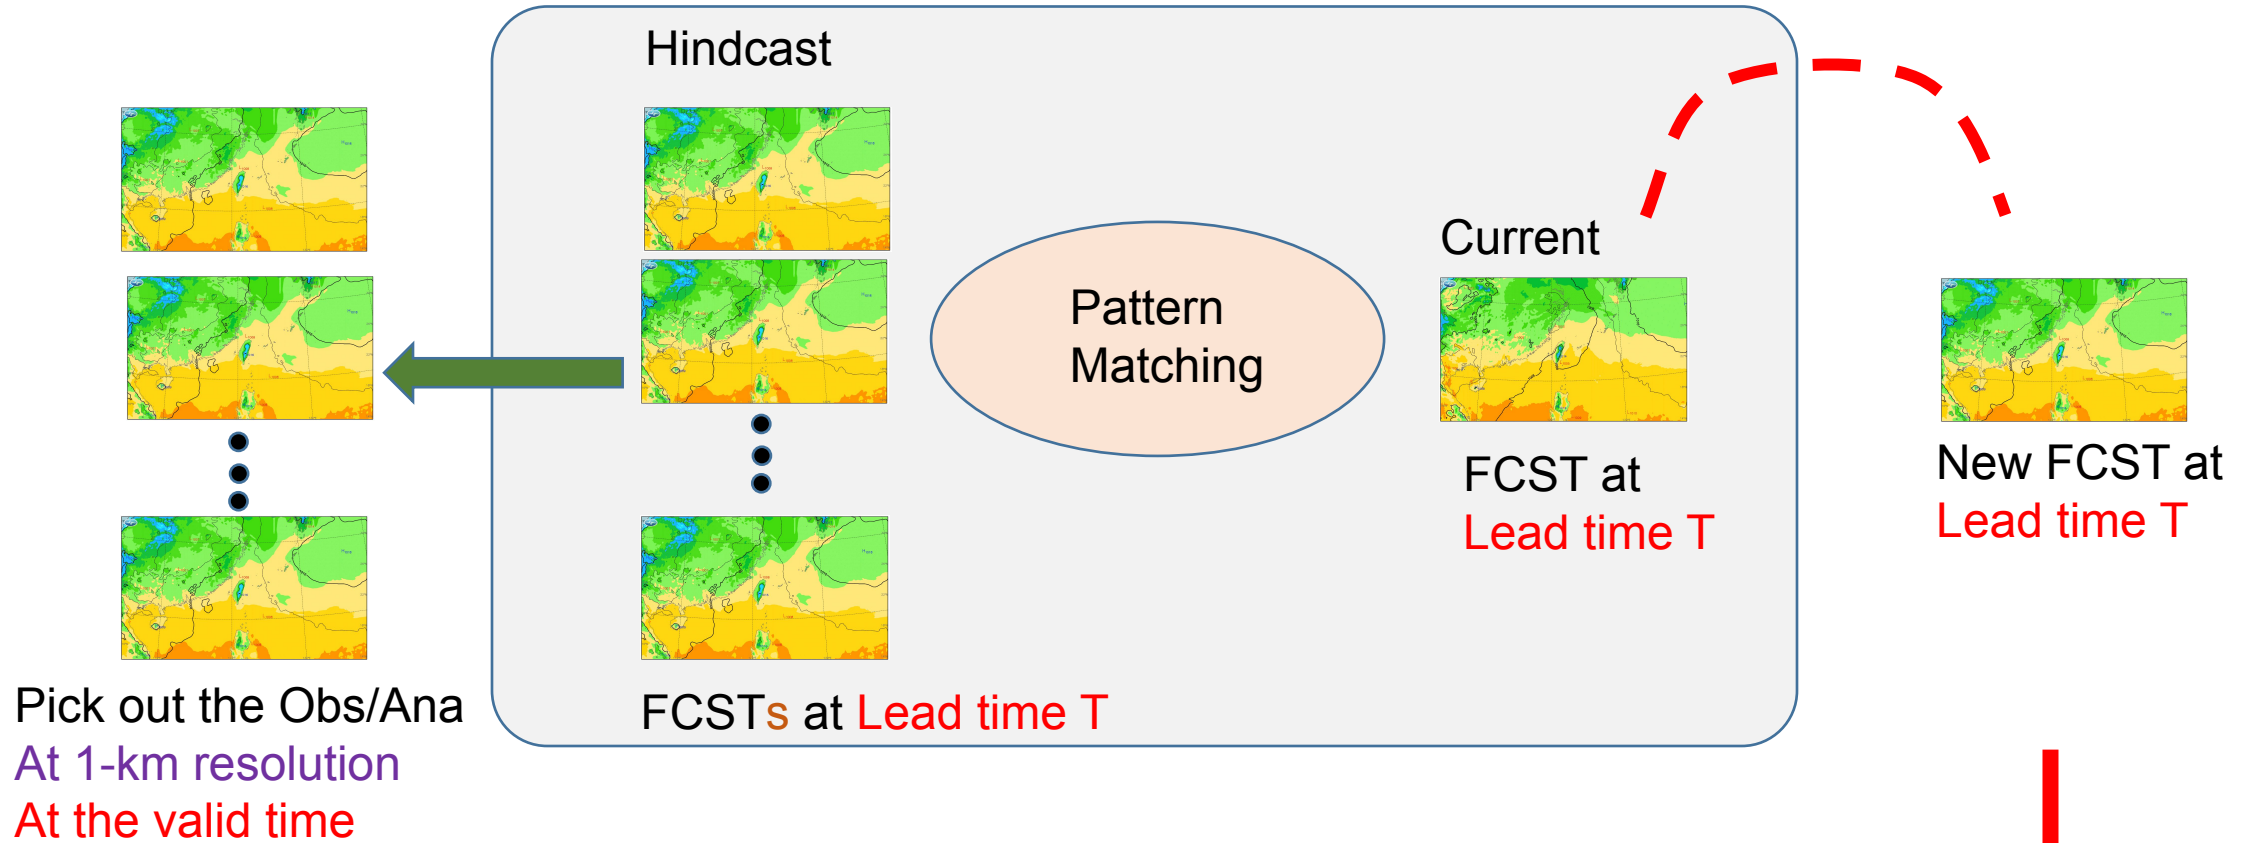 Hindcast
Pattern
Matching
Current
FCST at
Lead time T
New FCST at
Lead time T
FCSTs at Lead time T
Pick out the Obs/Ana
At 1-km resolution
At the valid time